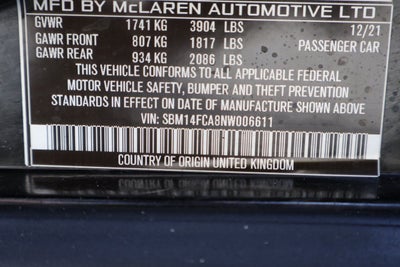 MFD BY McLAREN AUTOMOTIVE LTD
GVWR 1741 KG 3904 LBS 12/21
GAWR FRONT 807 KG 1817 LBS PASSENGER CAR
GAWR REAR 934 KG 2086 LBS
THIS VEHICLE CONFORMS TO ALL APPLICABLE FEDERAL
MOTOR VEHICLE SAFETY, BUMPER AND THEFT PREVENTION
STANDARDS IN EFFECT ON DATE OF MANUFACTURE SHOWN ABOVE
VIN: SBM14FCA8NW006611
COUNTRY OF ORIGIN UNITED KINGDOM